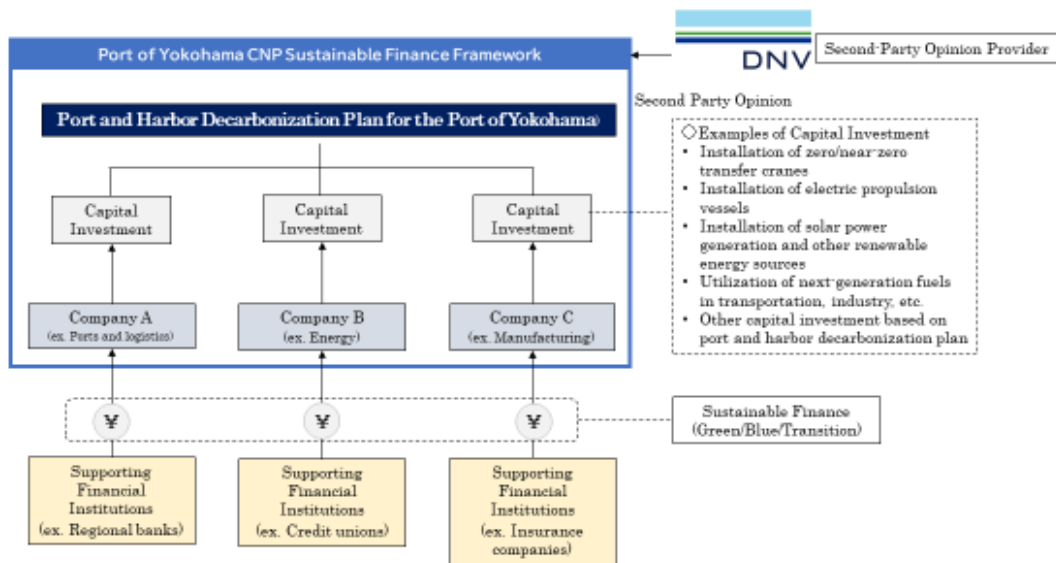 Port of Yokohama CNP Sustainable Finance Framework
DNV
Second-Party Opinion Provider
Second Party Opinion
Port and Harbor Decarbonization Plan for the Port of Yokohama)
◇Examples of Capital Investment
• Installation of zero/near-zero
transfer cranes
• Installation of electric propulsion
vessels
• Installation of solar power
generation and other renewable
energy sources
• Utilization of next-generation fuels
in transportation, industry, etc.
• Other capital investment based on
port and harbor decarbonization plan
Capital
Investment
Capital
Investment
Capital
Investment
Company A
(ex. Ports and logistics)
Company B
(ex. Energy)
Company C
(ex. Manufacturing)
¥
¥
¥
Sustainable Finance
(Green/Blue/Transition)
Supporting
Financial
Institutions
(ex. Regional banks)
Supporting
Financial
Institutions
(ex. Credit unions)
Supporting
Financial
Institutions
(ex. Insurance
companies)